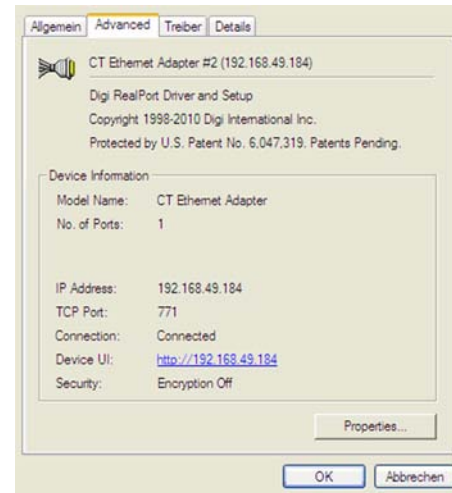 Allgemein Advanced Treiber Details
CT Ethernet Adapter #2 (192.168.49.184)
Digi RealPort Driver and Setup
Copyright 1998-2010 Digi International Inc.
Protected by U.S. Patent No. 6,047,319. Patents Pending.
Device Information
Model Name: CT Ethernet Adapter
No. of Ports: 1
IP Address: 192.168.49.184
TCP Port: 771
Connection: Connected
Device UI: http://192.168.49.184
Security: Encryption Off
Properties...
OK Abbrechen